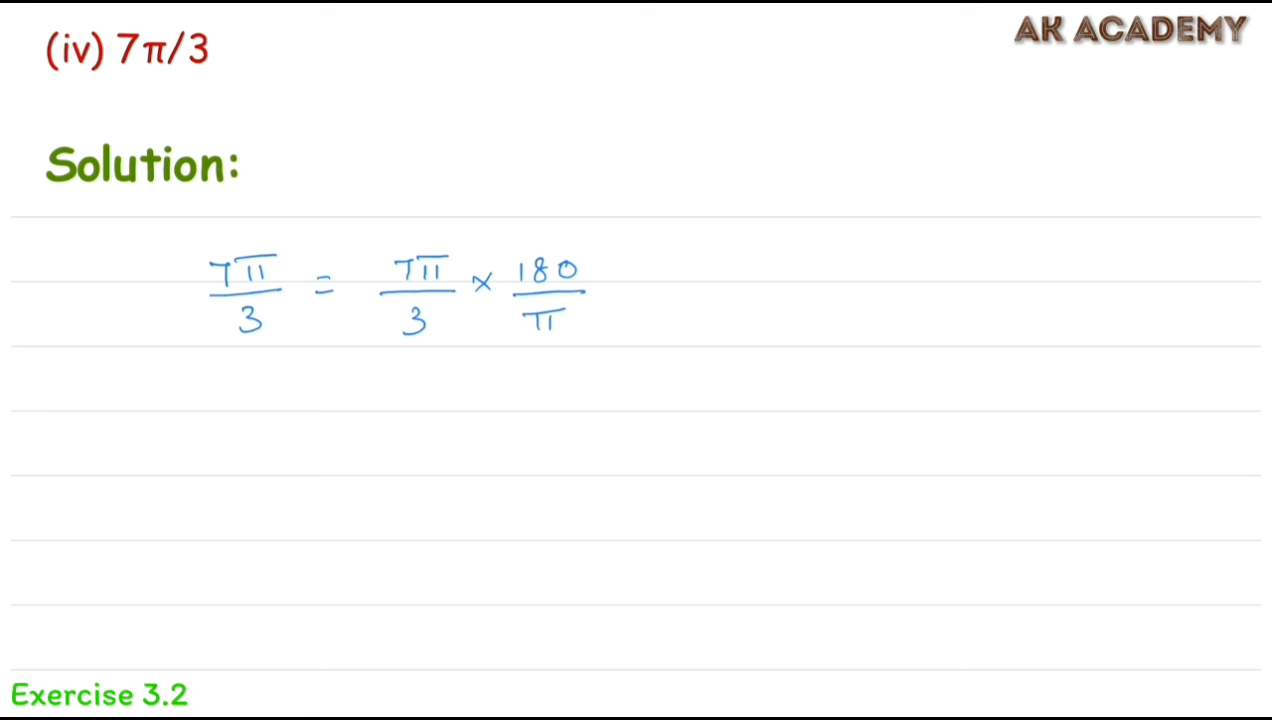 (iv) 7π/3
AK ACADEMY
Solution:
7π/3 = 7π/3 × 180/π
Exercise 3.2